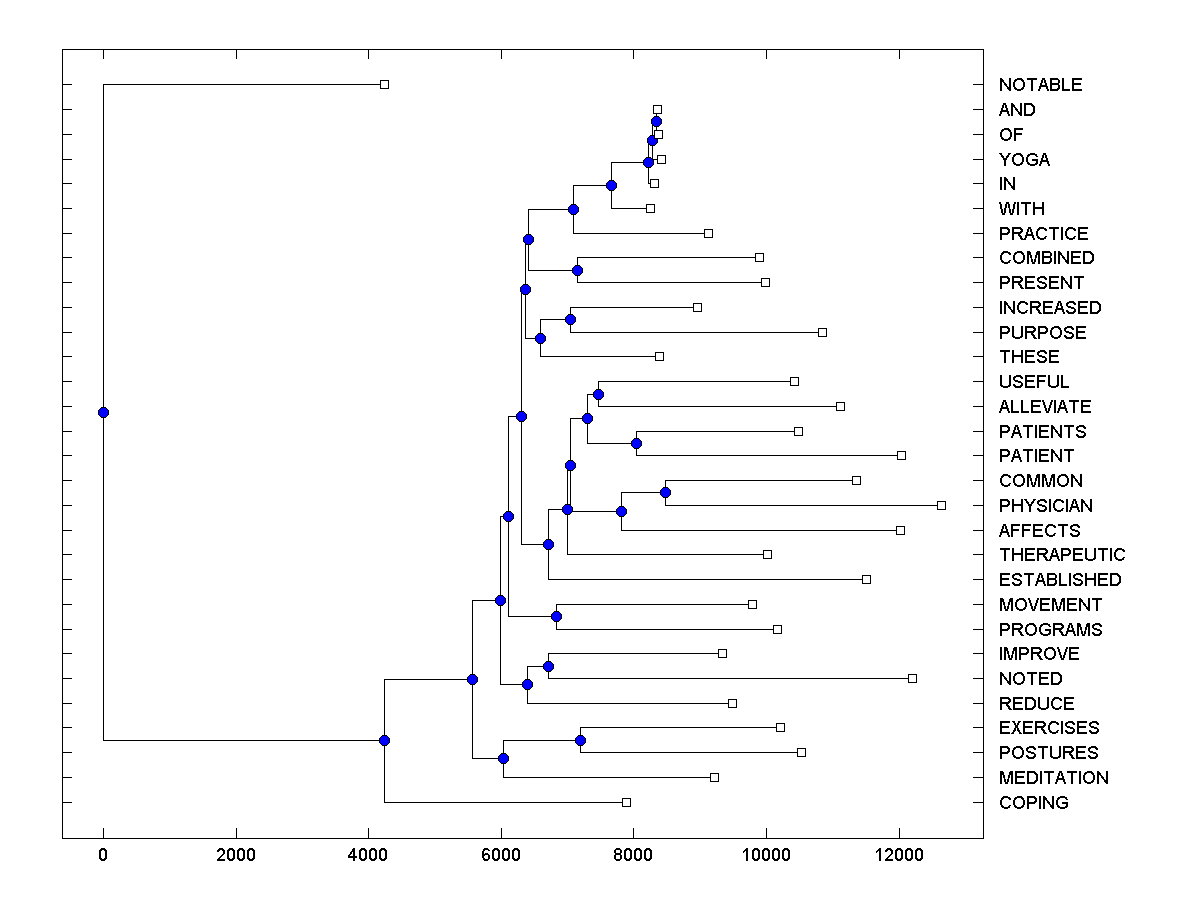 NOTABLE
AND
OF
YOGA
IN
WITH
PRACTICE
COMBINED
PRESENT
INCREASED
PURPOSE
THESE
USEFUL
ALLEVIATE
PATIENTS
PATIENT
COMMON
PHYSICIAN
AFFECTS
THERAPEUTIC
ESTABLISHED
MOVEMENT
PROGRAMS
IMPROVE
NOTED
REDUCE
EXERCISES
POSTURES
MEDITATION
COPING
0 2000 4000 6000 8000 10000 12000